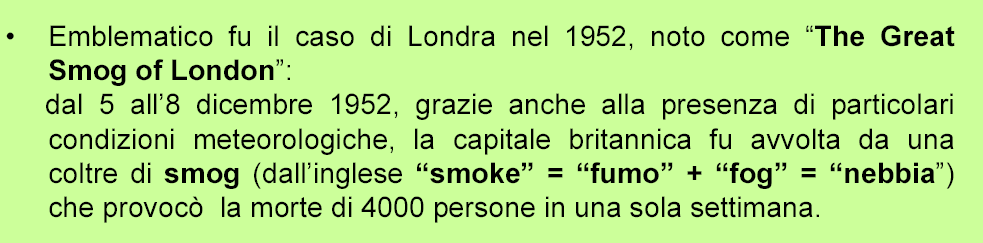 • Emblematico fu il caso di Londra nel 1952, noto come “The Great
Smog of London”:
dal 5 all’8 dicembre 1952, grazie anche alla presenza di particolari
condizioni meteorologiche, la capitale britannica fu avvolta da una
coltre di smog (dall’inglese “smoke” = “fumo” + “fog” = “nebbia”)
che provocò la morte di 4000 persone in una sola settimana.